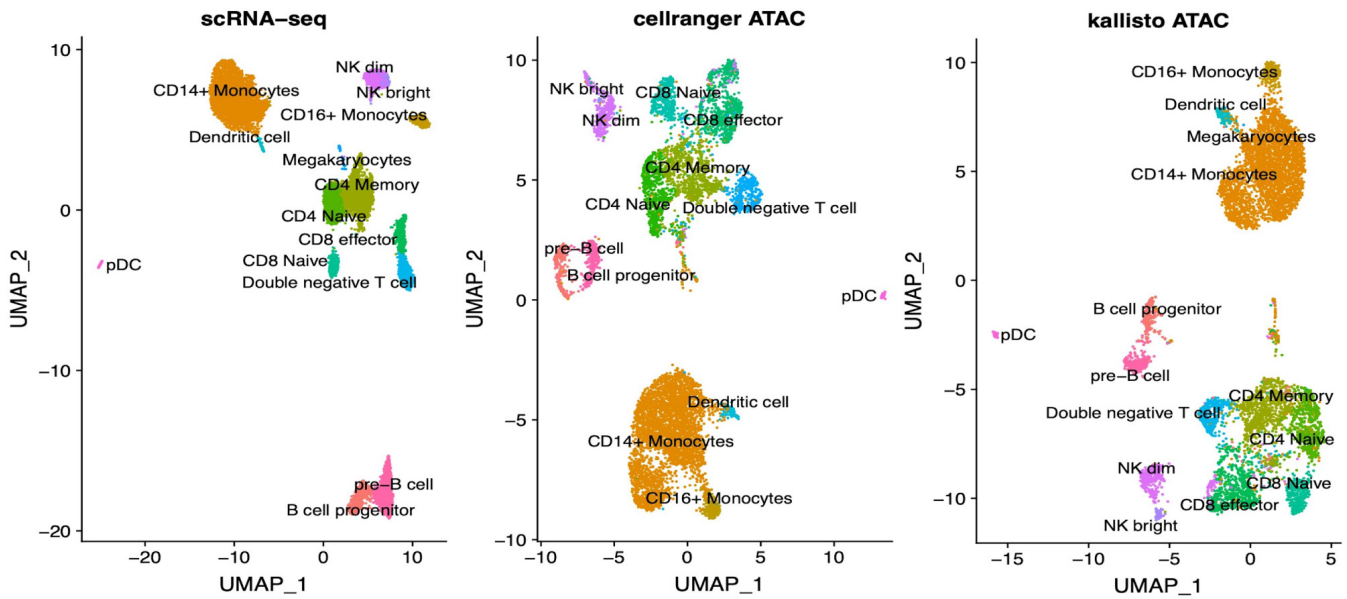 scRNA−seq
10
0
−10
−20
UMAP_2
−20
−10
0
10
UMAP_1
CD14+ Monocytes
NK dim
NK bright
CD16+ Monocytes
Dendritic cell
Megakaryocytes
CD4 Memory
CD4 Naive
CD8 effector
CD8 Naive
Double negative T cell
pDC
pre−B cell
B cell progenitor
cellranger ATAC
10
5
0
−5
−10
UMAP_2
−10
−5
0
5
10
UMAP_1
NK bright
CD8 Naive
NK dim
CD8 effector
CD4 Memory
CD4 Naive
Double negative T cell
pre−B cell
B cell progenitor
pDC
Dendritic cell
CD14+ Monocytes
CD16+ Monocytes
kallisto ATAC
10
5
0
−5
−10
UMAP_2
−15
−10
−5
0
5
UMAP_1
CD16+ Monocytes
Dendritic cell
Megakaryocytes
CD14+ Monocytes
B cell progenitor
pDC
pre−B cell
CD4 Memory
Double negative T cell
CD4 Naive
NK dim
CD8 Naive
CD8 effector
NK bright